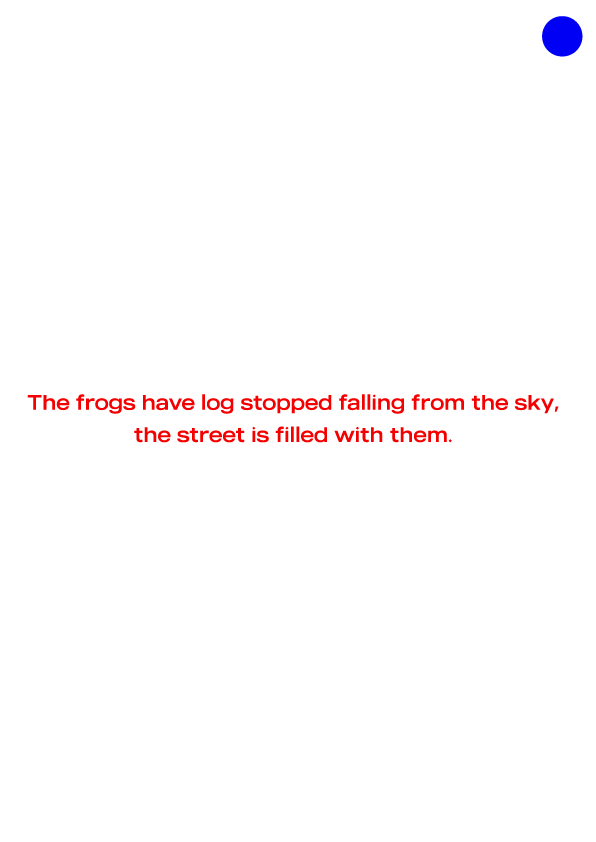 The frogs have log stopped falling from the sky,
the street is filled with them.